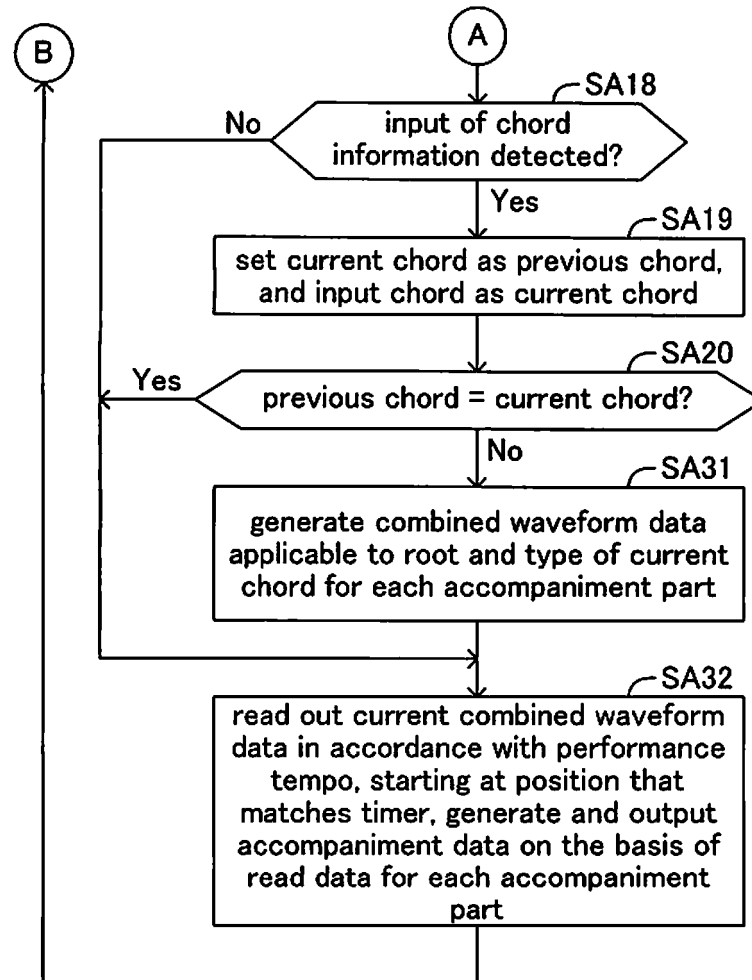 B
A
SA18
No
input of chord
information detected?
Yes
SA19
set current chord as previous chord,
and input chord as current chord
SA20
Yes
previous chord = current chord?
No
SA31
generate combined waveform data
applicable to root and type of current
chord for each accompaniment part
SA32
read out current combined waveform
data in accordance with performance
tempo, starting at position that
matches timer, generate and output
accompaniment data on the basis of
read data for each accompaniment
part